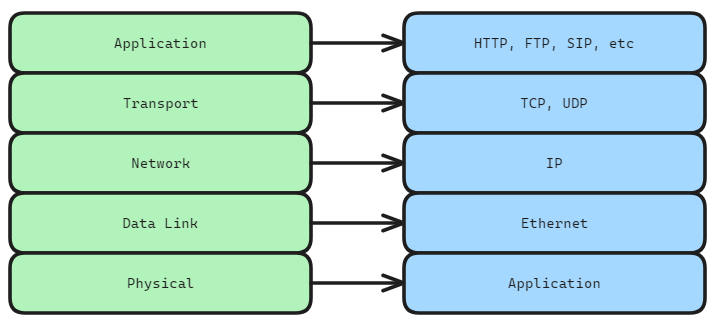 Application
HTTP, FTP, SIP, etc
Transport
TCP, UDP
Network
IP
Data Link
Ethernet
Physical
Application